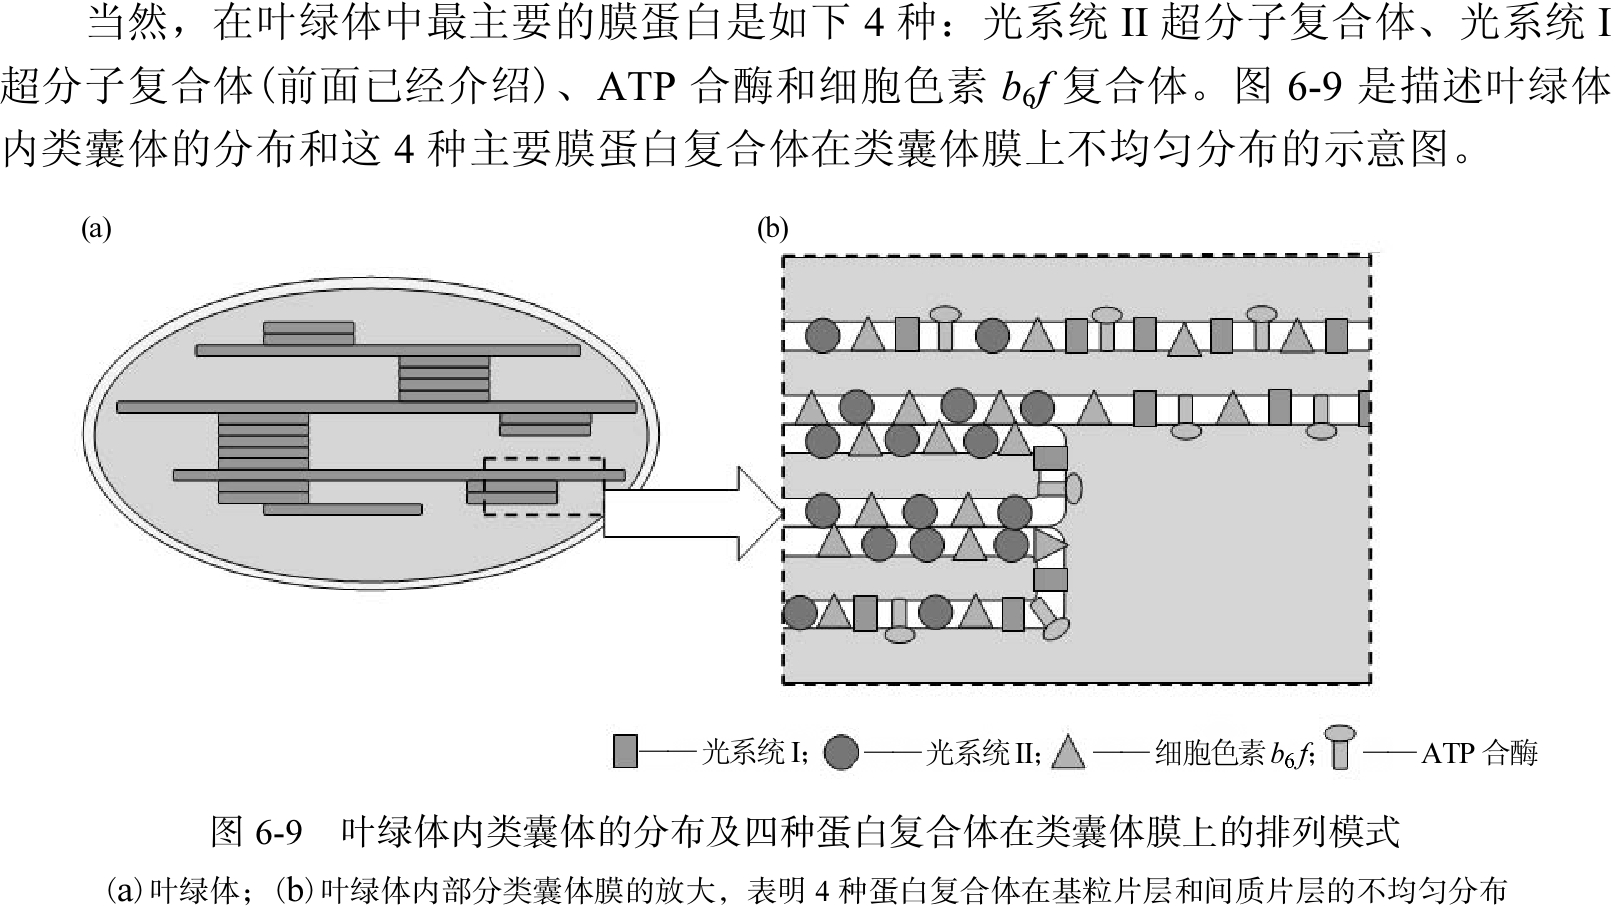 当然，在叶绿体中最主要的膜蛋白是如下 4 种：光系统 II 超分子复合体、光系统 I
超分子复合体(前面已经介绍)、ATP 合酶和细胞色素 b6f 复合体。图 6-9 是描述叶绿体
内类囊体的分布和这 4 种主要膜蛋白复合体在类囊体膜上不均匀分布的示意图。
(a)
(b)
——光系统 I; ——光系统 II; ——细胞色素 b6f; ——ATP 合酶
图 6-9 叶绿体内类囊体的分布及四种蛋白复合体在类囊体膜上的排列模式
(a)叶绿体；(b)叶绿体内部分类囊体膜的放大，表明 4 种蛋白复合体在基粒片层和间质片层的不均匀分布